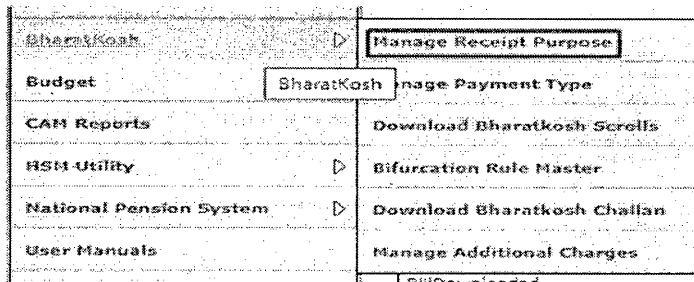 BharatKosh
Budget
CAM Reports
HSM-Utility
National Pension System
User Manuals
BharatKosh
Manage Receipt Purpose
nage Payment Type
Download Bharatkosh Scrolls
Bifurcation Rule Master
Download Bharatkosh Challan
Manage Additional Charges